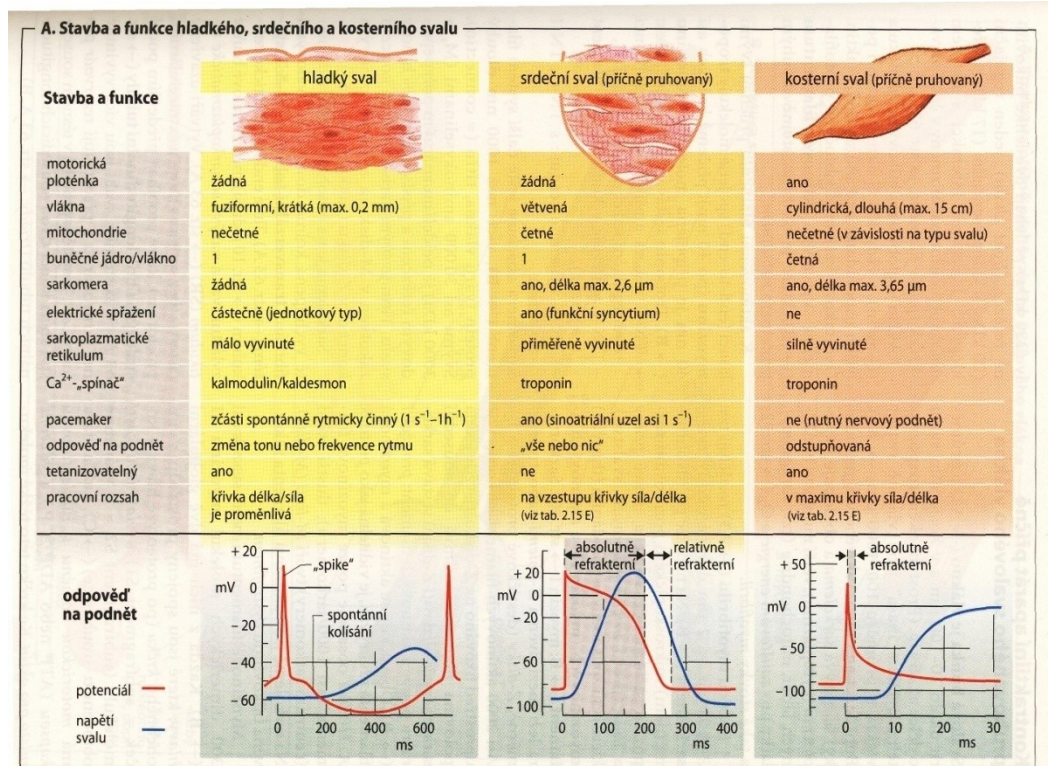 A. Stavba a funkce hladkého, srdečního a kosterního svalu
Stavba a funkce
hladký sval
srdeční sval (příčně pruhovaný)
kosterní sval (příčně pruhovaný)
motorická
ploténka
žádná
žádná
ano
vlákna
fuziformní, krátká (max. 0,2 mm)
větvená
cylindrická, dlouhá (max. 15 cm)
mitochondrie
nečetné
četné
nečetné (v závislosti na typu svalu)
buněčné jádro/vlákno
1
1
četná
sarkomera
žádná
ano, délka max. 2,6 µm
ano, délka max. 3,65 µm
elektrické spřažení
částečně (jednotkový typ)
ano (funkční syncytium)
ne
sarkoplazmatické
retikulum
málo vyvinuté
přiměřeně vyvinuté
silně vyvinuté
Ca2+-„spínač"
kalmodulin/kaldesmon
troponin
troponin
pacemaker
zčásti spontánně rytmicky činný (1 s⁻¹–1h⁻¹)
ano (sinoatriální uzel asi 1 s⁻¹)
ne (nutný nervový podnět)
odpověď na podnět
změna tonu nebo frekvence rytmu
„vše nebo nic"
odstupňovaná
tetanizovatelný
ano
ne
ano
pracovní rozsah
křivka délka/síla
je proměnlivá
na vzestupu křivky síla/délka
(viz tab. 2.15 E)
v maximu křivky síla/délka
(viz tab. 2.15 E)
odpověď
na podnět
potenciál
napětí
svalu
+ 20
mV
0
– 20
– 40
– 60
„spike"
spontánní
kolísání
0
200
400
600
ms
absolutně
refrakterní
relativně
refrakterní
mV
+ 20
0
– 20
– 60
– 100
0
100
200
300
400
ms
absolutně
refrakterní
+ 50
mV
0
– 50
– 100
0
10
20
30
ms